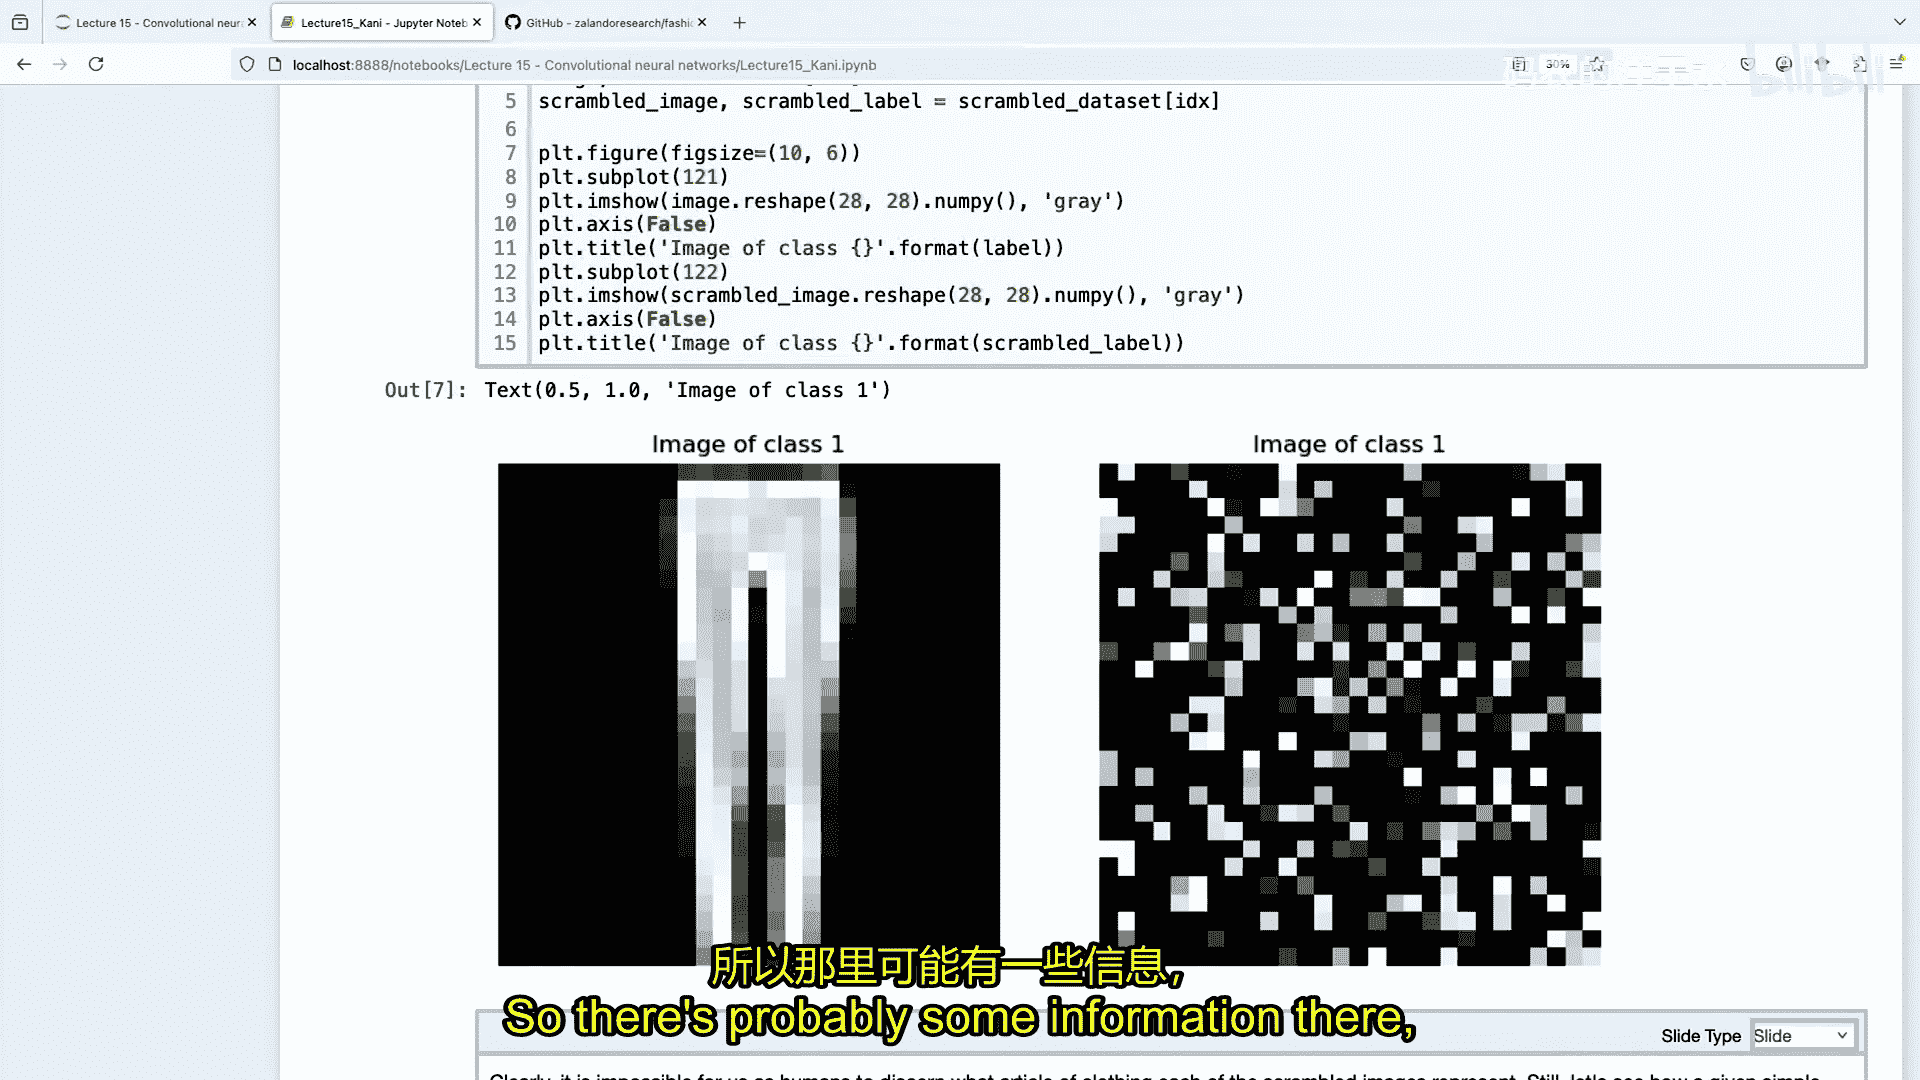 Lecture 15 - Convolutional neur
Lecture15_Kani - Jupyter Noteb
GitHub - zalandoresearch/fashi
localhost:8888/notebooks/Lecture 15 - Convolutional neural networks/Lecture15_Kani.ipynb
5 scrambled_image, scrambled_label = scrambled_dataset[idx]
6
7 plt.figure(figsize=(10, 6))
8 plt.subplot(121)
9 plt.imshow(image.reshape(28, 28).numpy(), 'gray')
10 plt.axis(False)
11 plt.title('Image of class {}'.format(label))
12 plt.subplot(122)
13 plt.imshow(scrambled_image.reshape(28, 28).numpy(), 'gray')
14 plt.axis(False)
15 plt.title('Image of class {}'.format(scrambled_label))
Out[7]: Text(0.5, 1.0, 'Image of class 1')
Image of class 1
Image of class 1
所以那里可能有一些信息,
So there's probably some information there,
Slide Type Slide